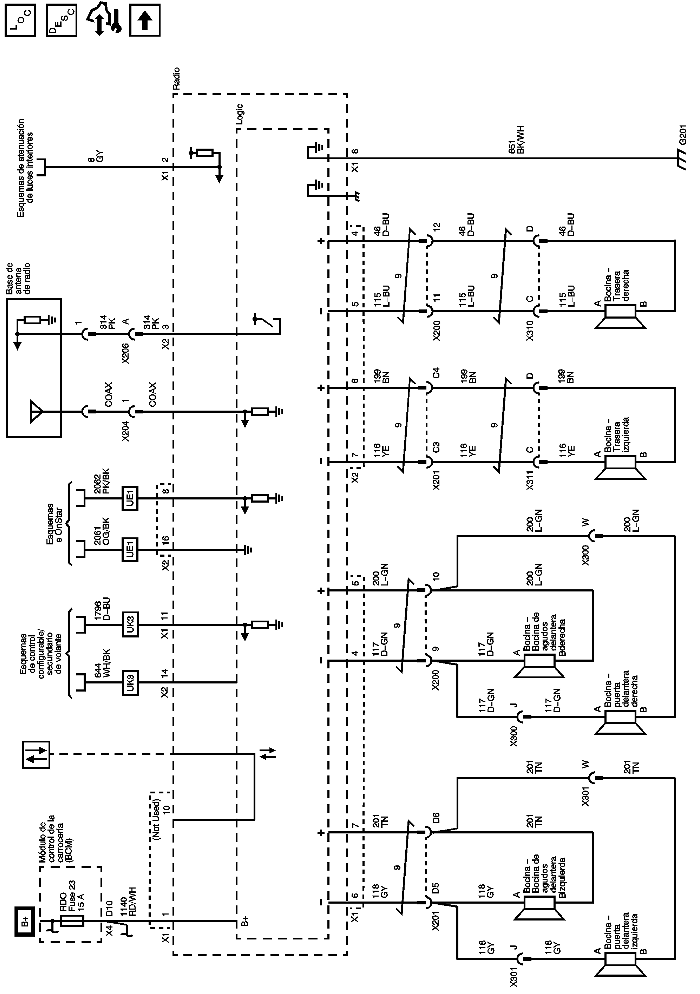 LOC
DESC
Radio
Logic
Esquemas de atenuación
de luces interiores
8
GY
X1
2
8
X1
651
BK/WH
G201
Base de
antena
de radio
1
314
PK
A
X206
314
PK
3
X2
COAX
1
X204
COAX
Esquemas
e OnStar
2062
PK/BK
UE1
8
2061
OG/BK
UE1
16
X2
Esquemas
de control
configurable/
secundario
de volante
1796
D-BU
UK3
11
X1
644
WH/BK
UK3
14
X2
(Not Used)
10
Módulo de
control de la
carrocería
(BCM)
B+
RDO
Fuse 23
15 A
X4
D10
1140
RD/WH
X1
1
B+
+
4
46
D-BU
12
46
D-BU
D
46
D-BU
9
9
-
5
115
L-BU
11
X200
115
L-BU
C
X310
115
L-BU
A
B
Bocina -
Trasera
derecha
+
8
199
BN
C4
199
BN
D
199
BN
9
9
-
7
X2
116
YE
C3
X201
116
YE
C
X311
116
YE
A
B
Bocina -
Trasera
izquierda
+
5
200
L-GN
10
200
L-GN
W
X300
200
L-GN
9
-
4
117
D-GN
9
X200
117
D-GN
A
B
Bocina -
Bocina de
agudos
delantera
derecha
117
D-GN
J
X300
117
D-GN
A
B
Bocina -
puerta
delantera
derecha
+
7
201
TN
D6
201
TN
201
TN
W
X301
201
TN
9
-
6
X1
118
GY
D5
X201
118
GY
A
B
Bocina -
Bocina de
agudos
delantera
izquierda
118
GY
J
X301
118
GY
A
B
Bocina -
puerta
delantera
izquierda